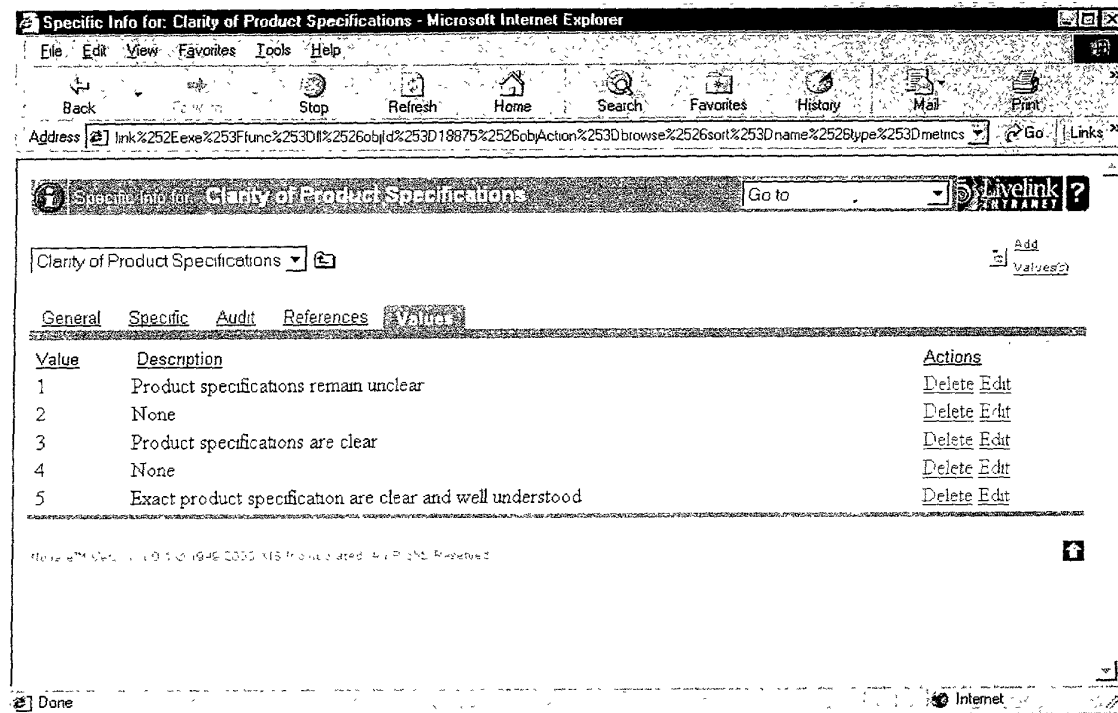 Specific Info for: Clarity of Product Specifications - Microsoft Internet Explorer
File Edit View Favorites Tools Help
Back Stop Refresh Home Search Favorites History Mail Print
Address link%252Eexe%253Ffunc%253Dll%2526objId%253D18875%2526objAction%253Dbrowse%2526sort%253Dname%2526type%253Dmetrics Go Links »
Specific Info for: Clarity of Product Specifications Go to Livelink INTRANET ?
Clarity of Product Specifications Add
Values(s)
General Specific Audit References Values
Value Description Actions
1 Product specifications remain unclear Delete Edit
2 None Delete Edit
3 Product specifications are clear Delete Edit
4 None Delete Edit
5 Exact product specification are clear and well understood Delete Edit
Reserved
Done Internet